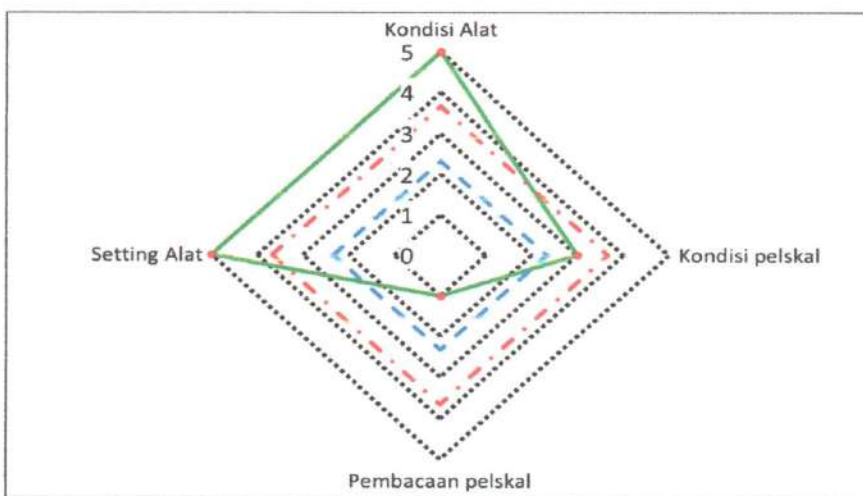 Kondisi Alat
5
4
3
2
1
0
Setting Alat
Kondisi pelskal
Pembacaan pelskal